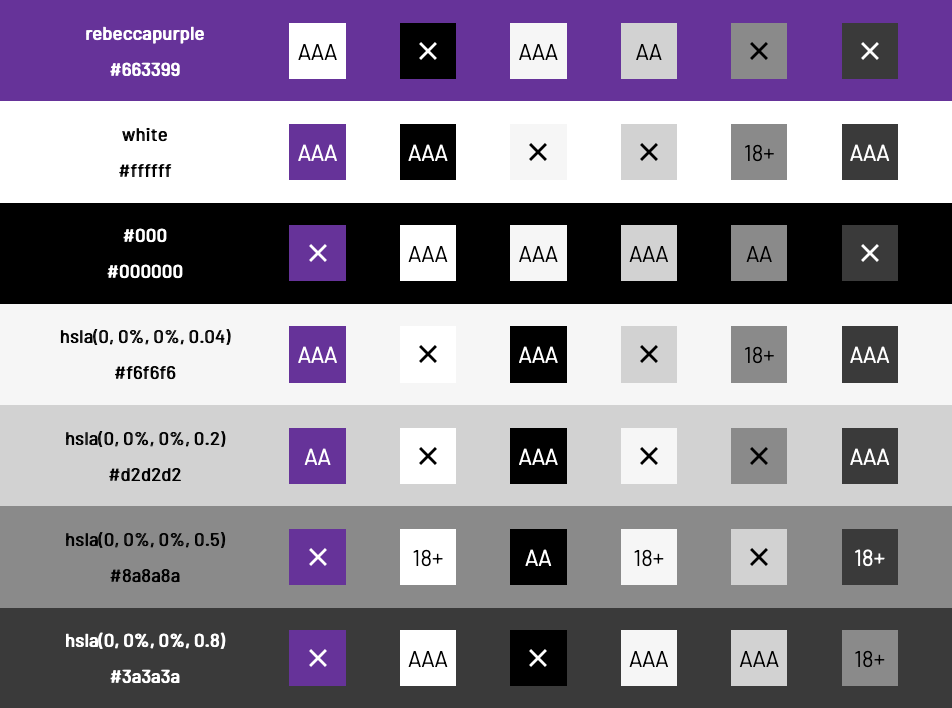 rebeccapurple
#663399
AAA ✕ AAA AA ✕ ✕
white
#ffffff
AAA AAA ✕ ✕ 18+ AAA
#000
#000000
✕ AAA AAA AAA AA ✕
hsla(0, 0%, 0%, 0.04)
#f6f6f6
AAA ✕ AAA ✕ 18+ AAA
hsla(0, 0%, 0%, 0.2)
#d2d2d2
AA ✕ AAA ✕ ✕ AAA
hsla(0, 0%, 0%, 0.5)
#8a8a8a
✕ 18+ AA 18+ ✕ 18+
hsla(0, 0%, 0%, 0.8)
#3a3a3a
✕ AAA ✕ AAA AAA 18+